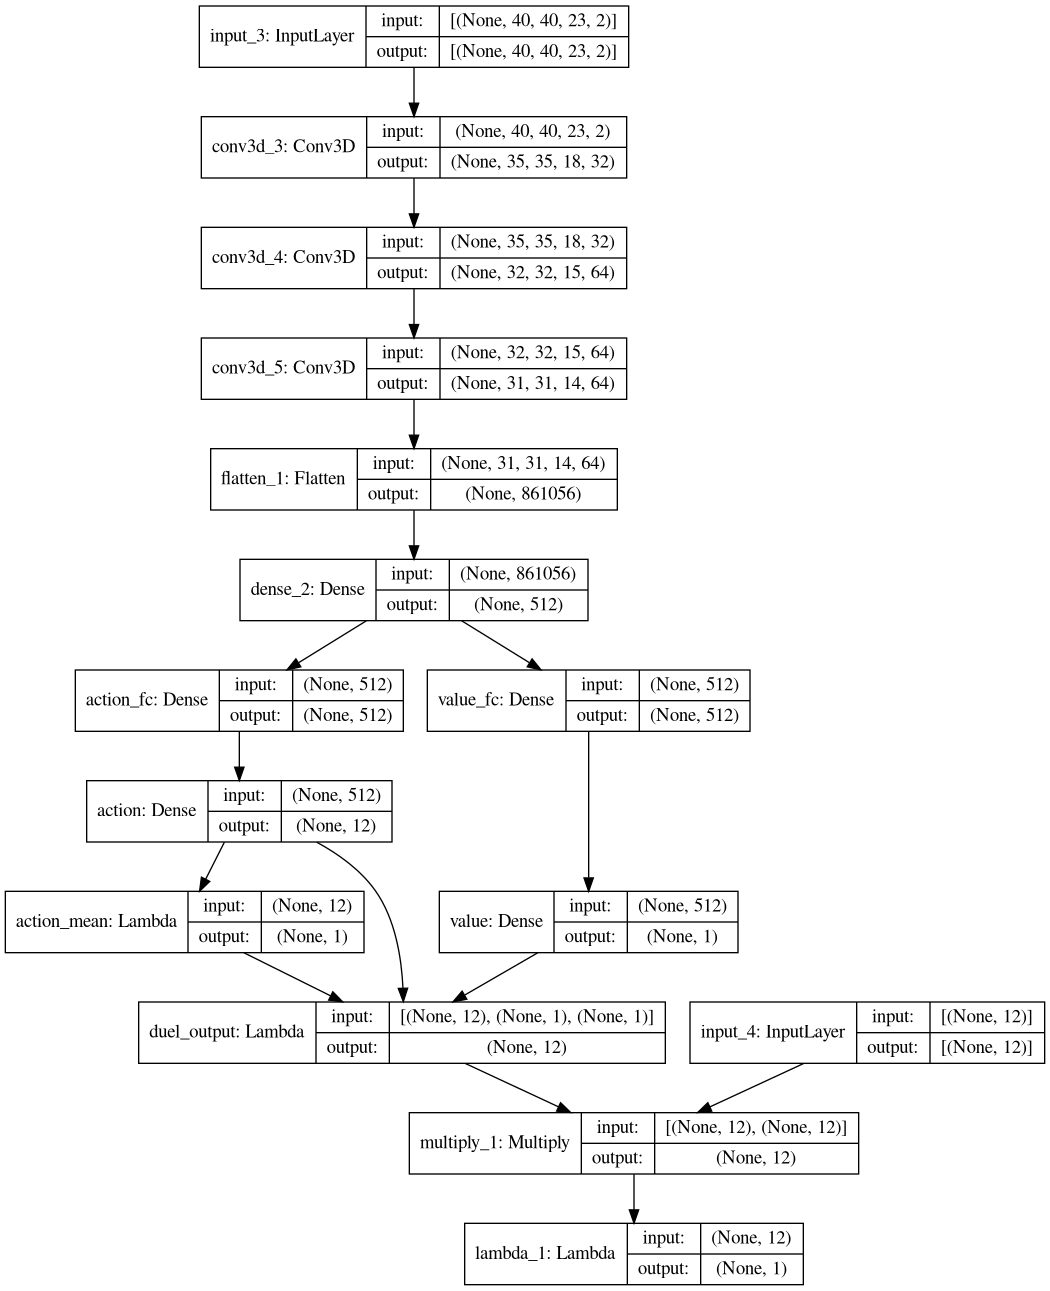 input_3: InputLayer
input: [(None, 40, 40, 23, 2)]
output: [(None, 40, 40, 23, 2)]
conv3d_3: Conv3D
input: (None, 40, 40, 23, 2)
output: (None, 35, 35, 18, 32)
conv3d_4: Conv3D
input: (None, 35, 35, 18, 32)
output: (None, 32, 32, 15, 64)
conv3d_5: Conv3D
input: (None, 32, 32, 15, 64)
output: (None, 31, 31, 14, 64)
flatten_1: Flatten
input: (None, 31, 31, 14, 64)
output: (None, 861056)
dense_2: Dense
input: (None, 861056)
output: (None, 512)
action_fc: Dense
input: (None, 512)
output: (None, 512)
value_fc: Dense
input: (None, 512)
output: (None, 512)
action: Dense
input: (None, 512)
output: (None, 12)
action_mean: Lambda
input: (None, 12)
output: (None, 1)
value: Dense
input: (None, 512)
output: (None, 1)
duel_output: Lambda
input: [(None, 12), (None, 1), (None, 1)]
output: (None, 12)
input_4: InputLayer
input: [(None, 12)]
output: [(None, 12)]
multiply_1: Multiply
input: [(None, 12), (None, 12)]
output: (None, 12)
lambda_1: Lambda
input: (None, 12)
output: (None, 1)